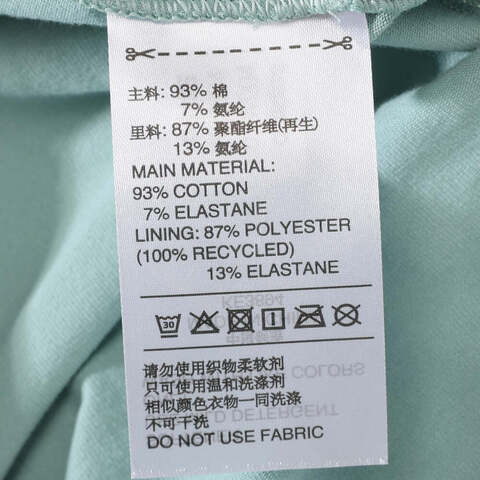 主料: 93% 棉
7% 氨纶
里料: 87% 聚酯纤维(再生)
13% 氨纶
MAIN MATERIAL:
93% COTTON
7% ELASTANE
LINING: 87% POLYESTER
(100% RECYCLED)
13% ELASTANE
30
请勿使用织物柔软剂
只可使用温和洗涤剂
相似颜色衣物一同洗涤
不可干洗
DO NOT USE FABRIC